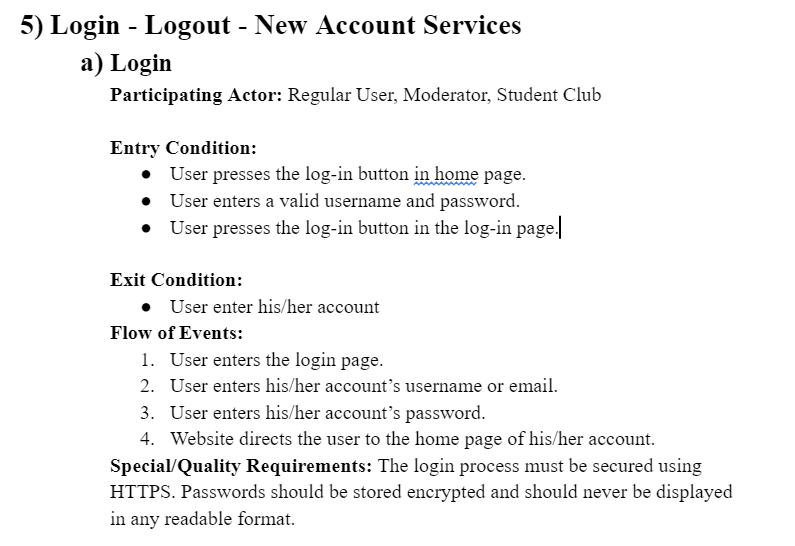 5) Login - Logout - New Account Services
a) Login
Participating Actor: Regular User, Moderator, Student Club
Entry Condition:
● User presses the log-in button in home page.
● User enters a valid username and password.
● User presses the log-in button in the log-in page.
Exit Condition:
● User enter his/her account
Flow of Events:
1. User enters the login page.
2. User enters his/her account’s username or email.
3. User enters his/her account’s password.
4. Website directs the user to the home page of his/her account.
Special/Quality Requirements: The login process must be secured using
HTTPS. Passwords should be stored encrypted and should never be displayed
in any readable format.